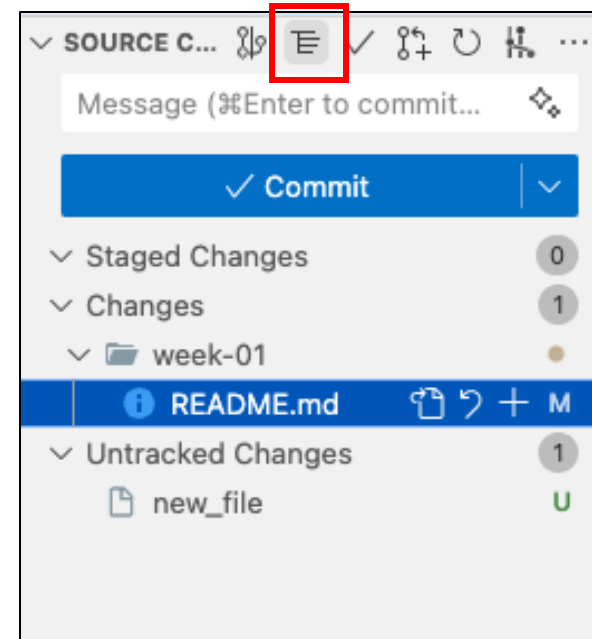 SOURCE C...
Message (⌘Enter to commit...
Commit
Staged Changes 0
Changes 1
week-01
README.md M
Untracked Changes 1
new_file U